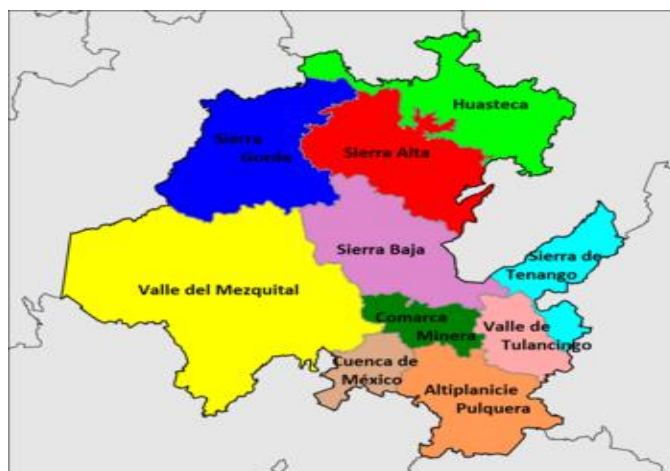 Huasteca
Sierra
Gorda
Sierra Alta
Sierra Baja
Sierra de
Tenango
Valle del Mezquital
Comarca
Minera
Valle de
Tulancingo
Cuenca de
México
Altiplanicie
Pulquera